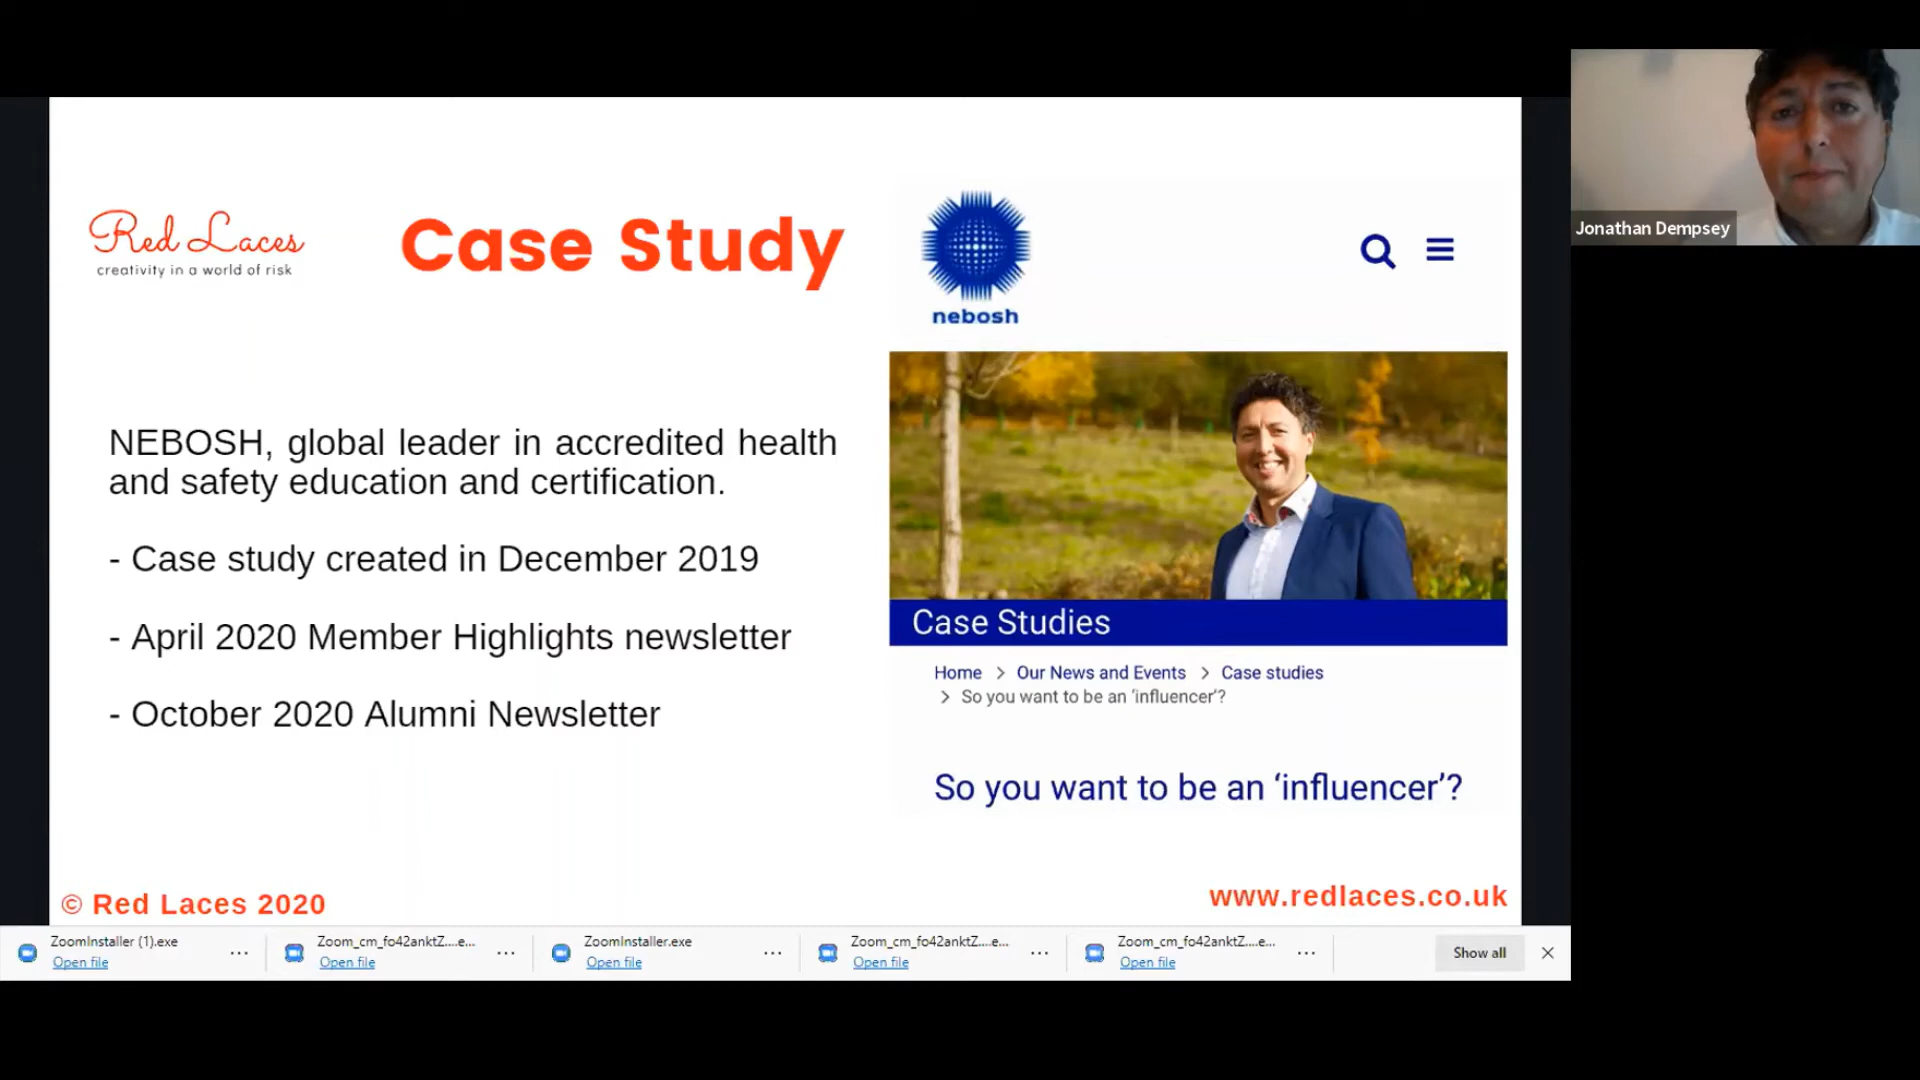 Jonathan Dempsey
Red Laces
creativity in a world of risk
Case Study
nebosh
NEBOSH, global leader in accredited health
and safety education and certification.
- Case study created in December 2019
- April 2020 Member Highlights newsletter
- October 2020 Alumni Newsletter
Case Studies
Home > Our News and Events > Case studies
> So you want to be an ‘influencer’?
So you want to be an ‘influencer’?
© Red Laces 2020
www.redlaces.co.uk
ZoomInstaller (1).exe
Open file
Zoom_cm_fo42anktZ....e...
Open file
ZoomInstaller.exe
Open file
Zoom_cm_fo42anktZ....e...
Open file
Zoom_cm_fo42anktZ....e...
Open file
Show all